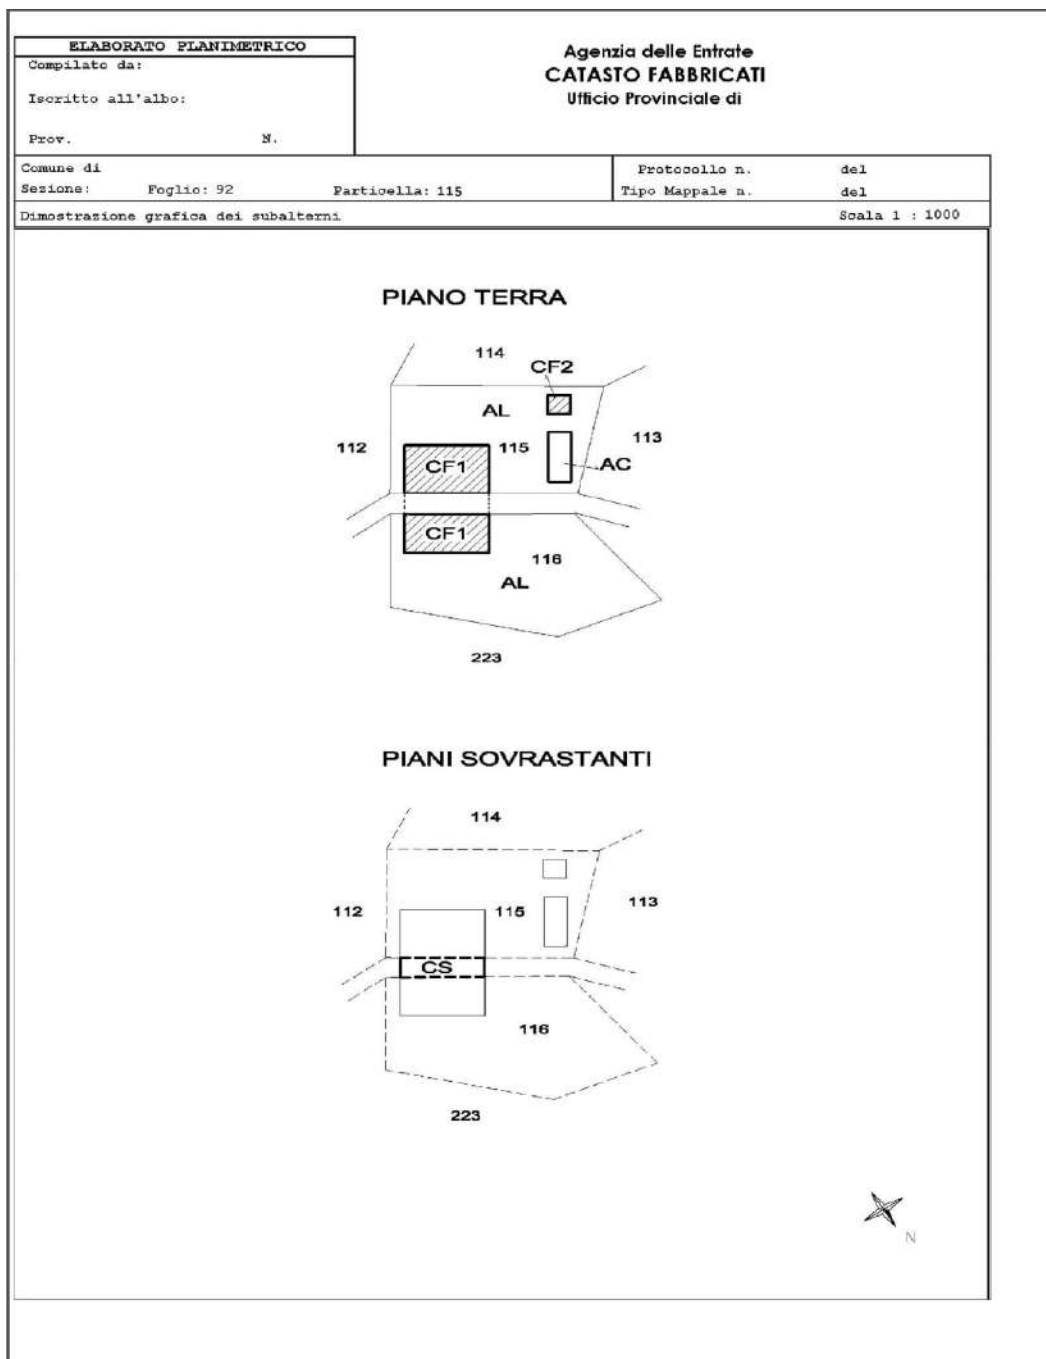 ELABORATO PLANIMETRICO
Compilato da:
Iscritto all'albo:
Prov. N.
Agenzia delle Entrate
CATASTO FABBRICATI
Ufficio Provinciale di
Comune di
Sezione: Foglio: 92 Particella: 115
Protocollo n. del
Tipo Mappale n. del
Dimostrazione grafica dei subalterni Scala 1 : 1000
PIANO TERRA
114
CF2
AL
112
115
113
CF1
AC
CF1
116
AL
223
PIANI SOVRASTANTI
114
112
115
113
CS
116
223
N